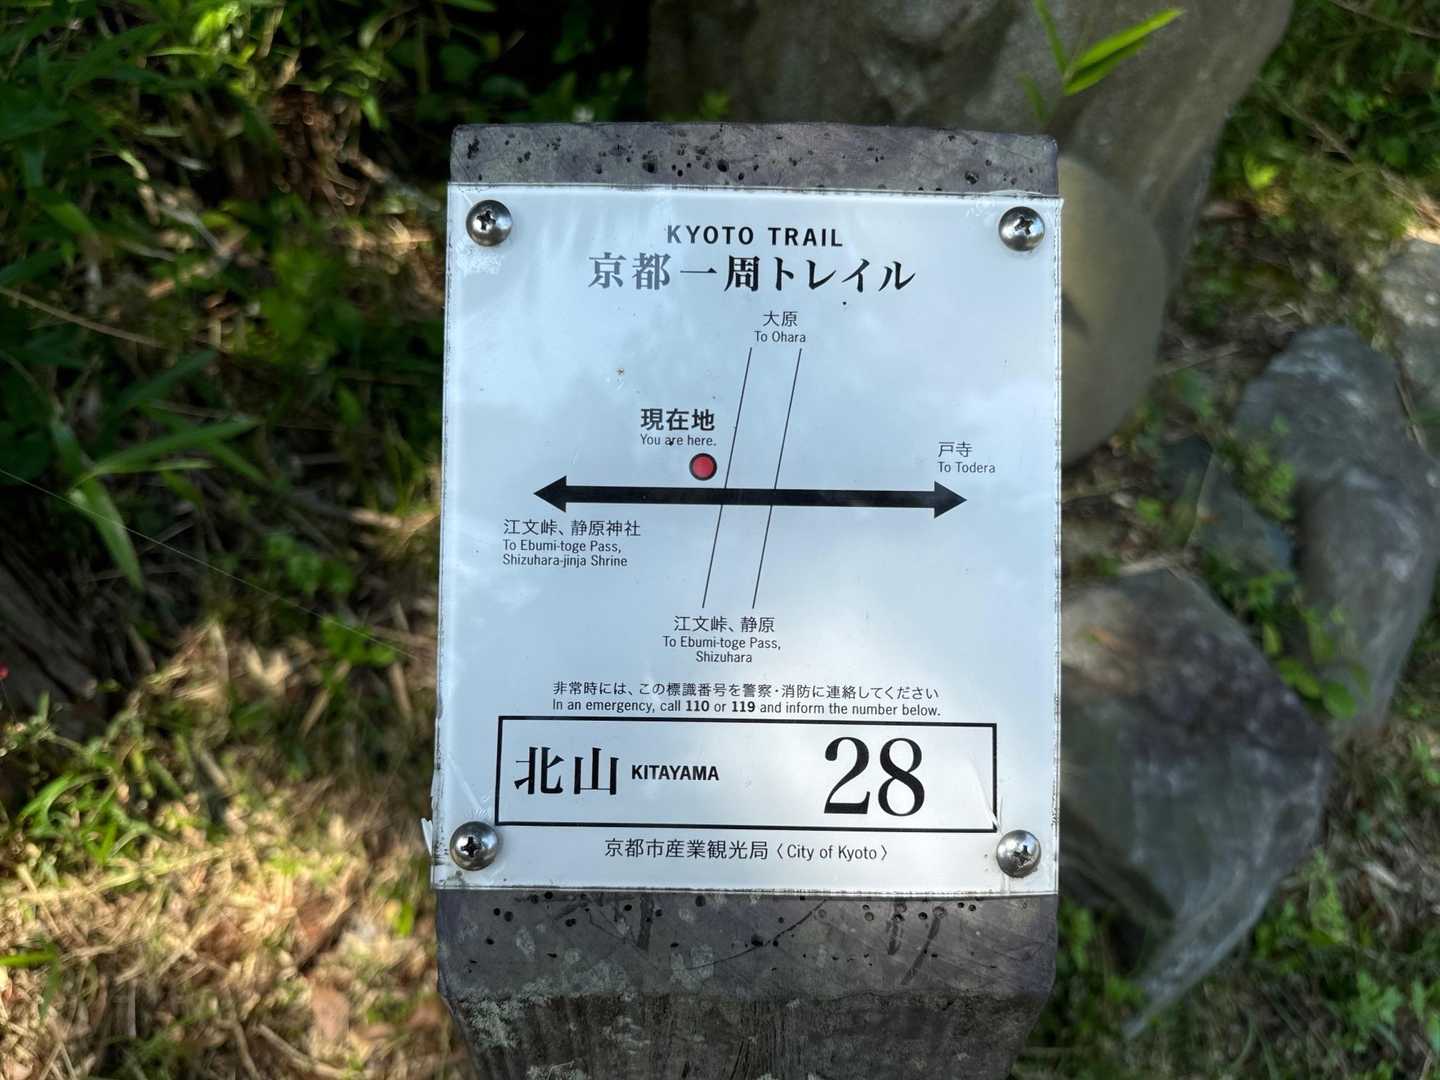 KYOTO TRAIL
京都一周トレイル
大原
To Ohara
現在地
You are here.
戸寺
To Todera
江文峠、静原神社
To Ebumi-toge Pass,
Shizuhara-jinja Shrine
江文峠、静原
To Ebumi-toge Pass,
Shizuhara
非常時には、この標識番号を警察・消防に連絡してください
In an emergency, call 110 or 119 and inform the number below.
北山 KITAYAMA 28
京都市産業観光局〈City of Kyoto〉